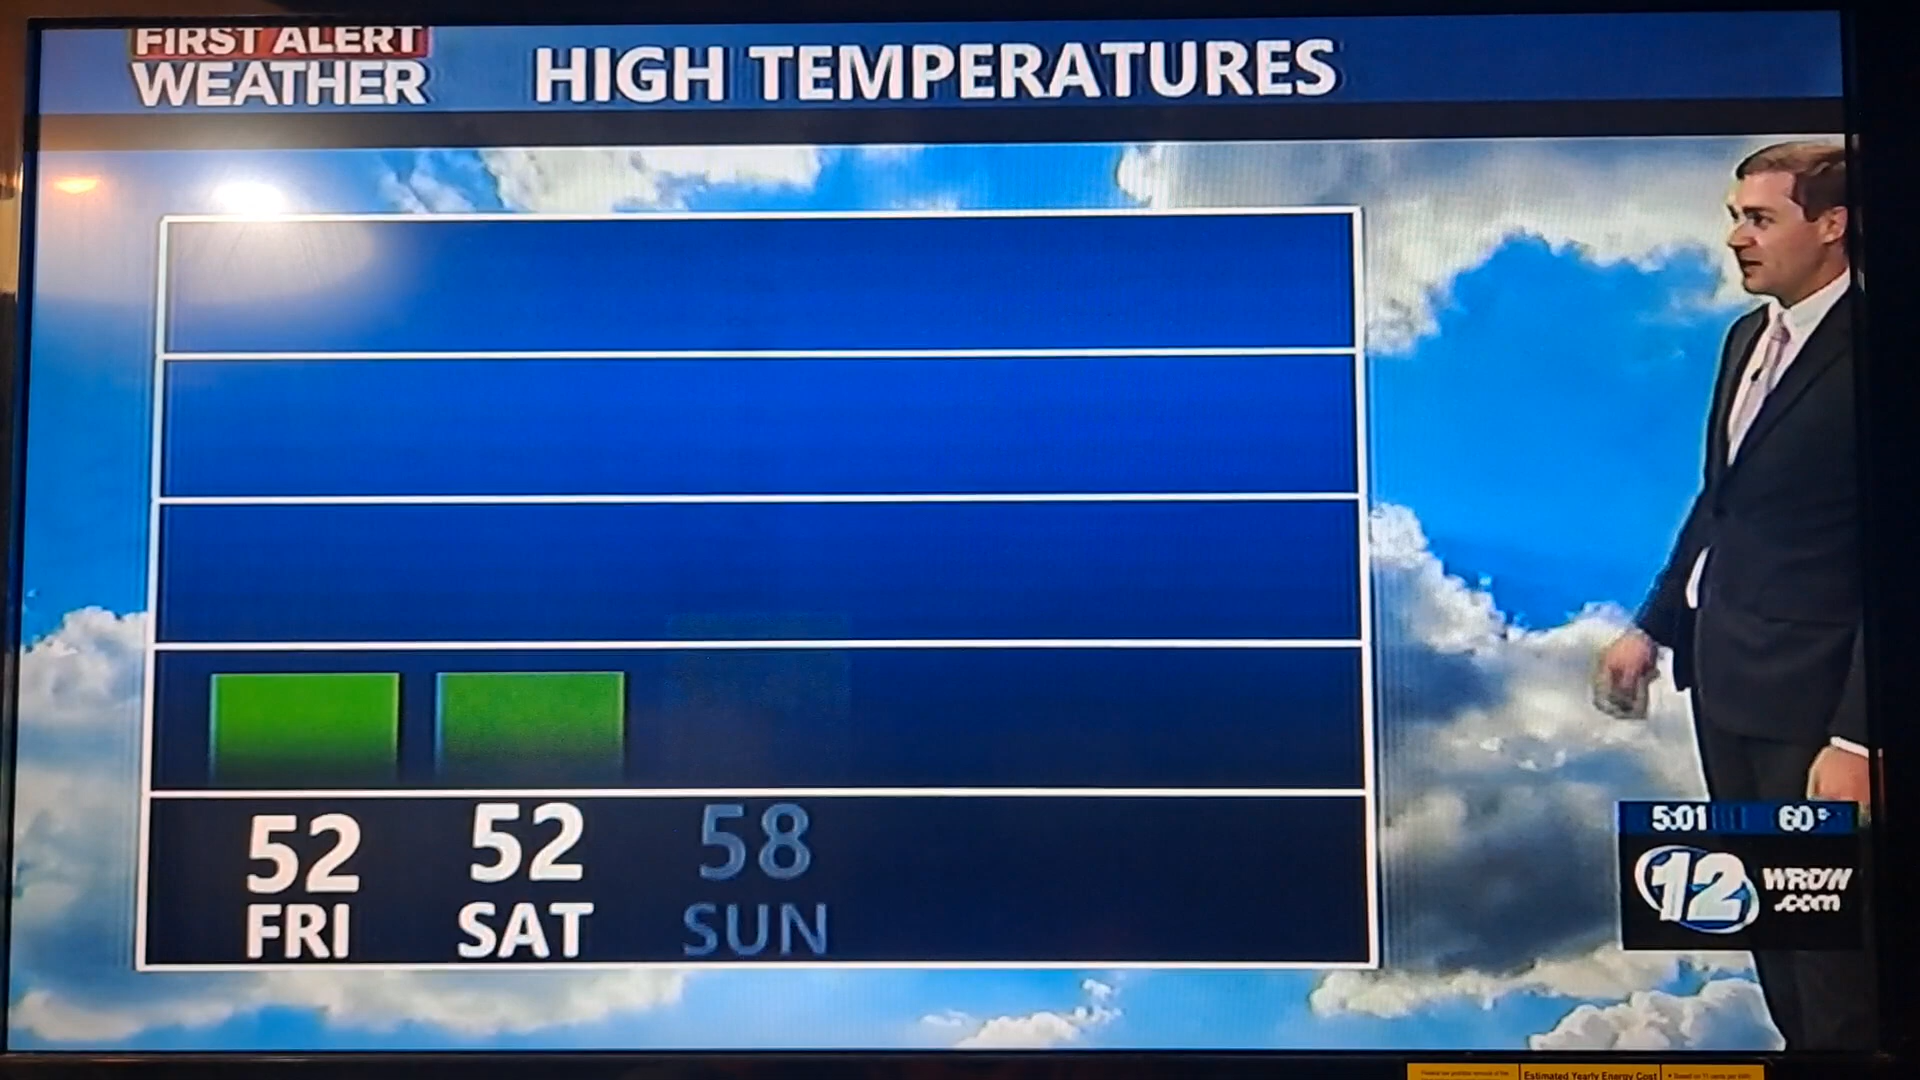 FIRST ALERT
WEATHER
HIGH TEMPERATURES
52
FRI
52
SAT
58
SUN
5:01
60°
12
WRDW
.com
Estimated Yearly Energy Cost